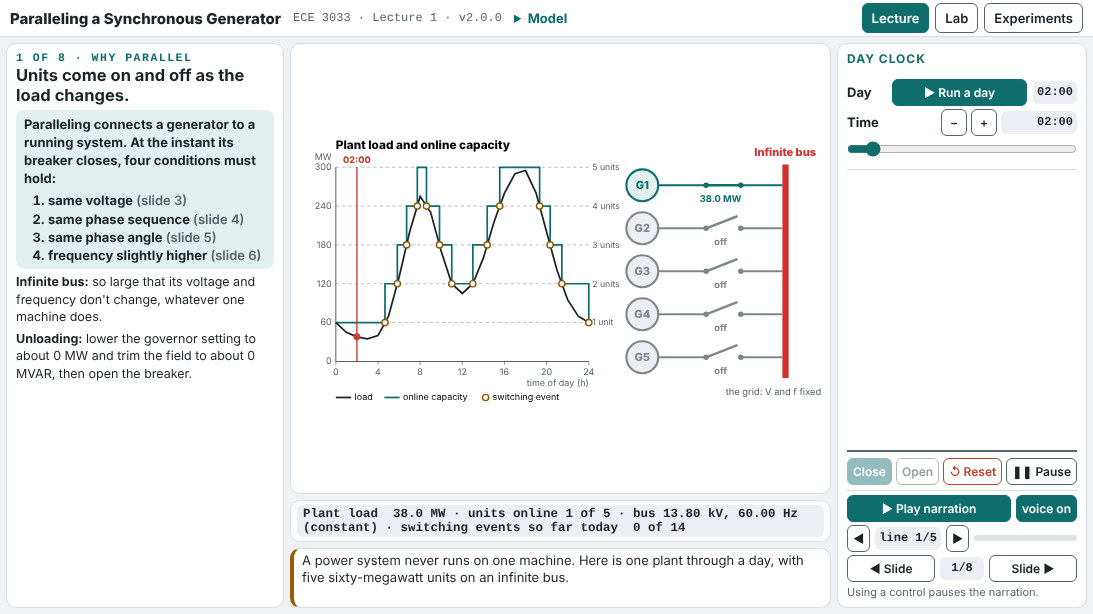 Paralleling a Synchronous Generator ECE 3033 · Lecture 1 · v2.0.0 ▶ Model
Lecture Lab Experiments
1 OF 8 · WHY PARALLEL
Units come on and off as the
load changes.
Paralleling connects a generator to a
running system. At the instant its
breaker closes, four conditions must
hold:
1. same voltage (slide 3)
2. same phase sequence (slide 4)
3. same phase angle (slide 5)
4. frequency slightly higher (slide 6)
Infinite bus: so large that its voltage and
frequency don't change, whatever one
machine does.
Unloading: lower the governor setting to
about 0 MW and trim the field to about 0
MVAR, then open the breaker.
Plant load and online capacity
MW
02:00
300
240
180
120
60
0
5 units
4 units
3 units
2 units
1 unit
0 4 8 12 16 20 24
time of day (h)
load online capacity switching event
Infinite bus
G1
38.0 MW
G2
off
G3
off
G4
off
G5
off
the grid: V and f fixed
Plant load 38.0 MW · units online 1 of 5 · bus 13.80 kV, 60.00 Hz
(constant) · switching events so far today 0 of 14
A power system never runs on one machine. Here is one plant through a day, with
five sixty-megawatt units on an infinite bus.
DAY CLOCK
Day ▶ Run a day 02:00
Time − + 02:00
Close Open ↺ Reset ❚❚ Pause
▶ Play narration voice on
◀ line 1/5 ▶
◀ Slide 1/8 Slide ▶
Using a control pauses the narration.